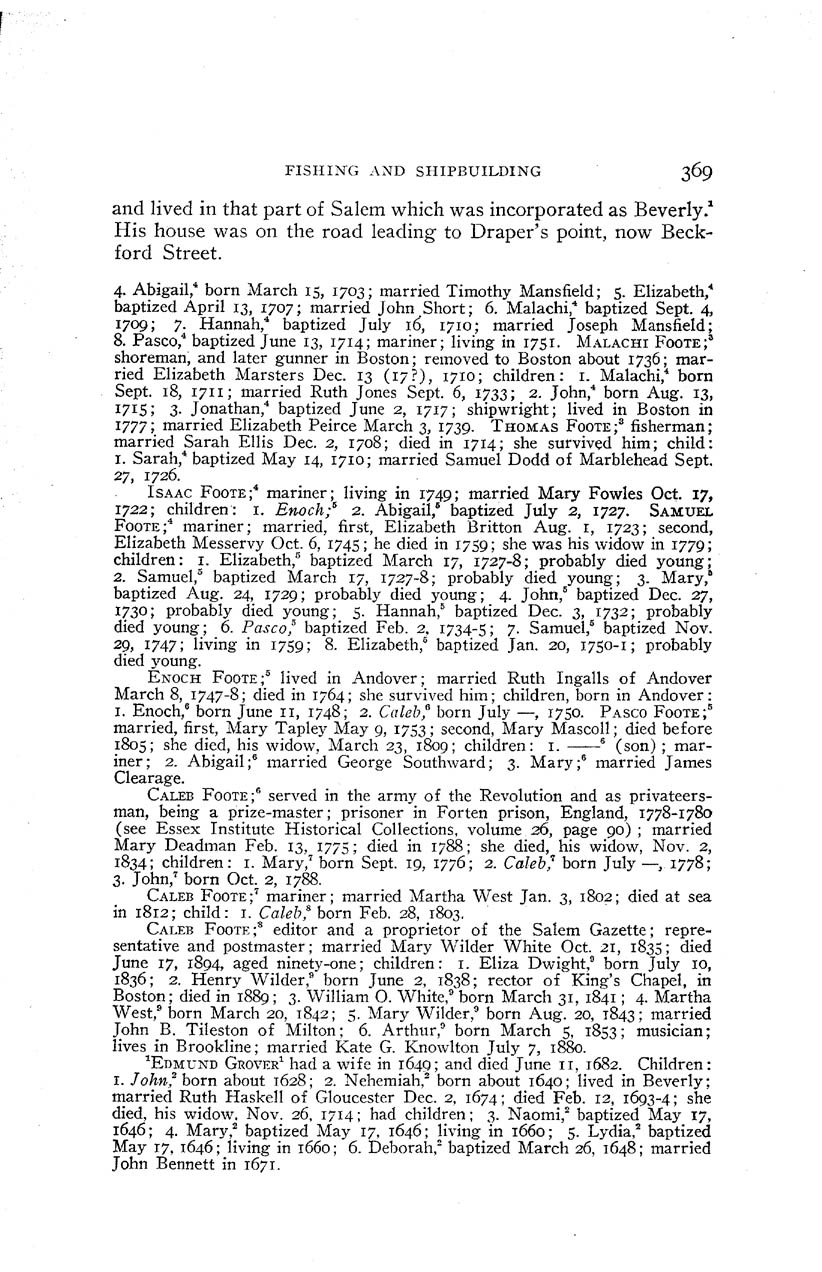 FISHING AND SHIPBUILDING 369
and lived in that part of Salem which was incorporated as Beverly.¹
His house was on the road leading to Draper's point, now Beck-
ford Street.
4. Abigail,⁴ born March 15, 1703; married Timothy Mansfield; 5. Elizabeth,⁴
baptized April 13, 1707; married John Short; 6. Malachi,⁴ baptized Sept. 4,
1709; 7. Hannah,⁴ baptized July 16, 1710; married Joseph Mansfield;
8. Pasco,⁴ baptized June 13, 1714; mariner; living in 1751. MALACHI FOOTE;³
shoreman, and later gunner in Boston; removed to Boston about 1736; mar-
ried Elizabeth Marsters Dec. 13 (17?), 1710; children: 1. Malachi,⁴ born
Sept. 18, 1711; married Ruth Jones Sept. 6, 1733; 2. John,⁴ born Aug. 13,
1715; 3. Jonathan,⁴ baptized June 2, 1717; shipwright; lived in Boston in
1777; married Elizabeth Peirce March 3, 1739. THOMAS FOOTE;³ fisherman;
married Sarah Ellis Dec. 2, 1708; died in 1714; she survived him; child:
1. Sarah,⁴ baptized May 14, 1710; married Samuel Dodd of Marblehead Sept.
27, 1726.
ISAAC FOOTE;⁴ mariner; living in 1749; married Mary Fowles Oct. 17,
1722; children: 1. Enoch;⁵ 2. Abigail,⁵ baptized July 2, 1727. SAMUEL
FOOTE;⁴ mariner; married, first, Elizabeth Britton Aug. 1, 1723; second,
Elizabeth Messervy Oct. 6, 1745; he died in 1759; she was his widow in 1779;
children: 1. Elizabeth,⁵ baptized March 17, 1727-8; probably died young;
2. Samuel,⁵ baptized March 17, 1727-8; probably died young; 3. Mary,⁵
baptized Aug. 24, 1729; probably died young; 4. John,⁵ baptized Dec. 27,
1730; probably died young; 5. Hannah,⁵ baptized Dec. 3, 1732; probably
died young; 6. Pasco,⁵ baptized Feb. 2, 1734-5; 7. Samuel,⁵ baptized Nov.
29, 1747; living in 1759; 8. Elizabeth,⁵ baptized Jan. 20, 1750-1; probably
died young.
ENOCH FOOTE;⁵ lived in Andover; married Ruth Ingalls of Andover
March 8, 1747-8; died in 1764; she survived him; children, born in Andover:
1. Enoch,⁶ born June 11, 1748; 2. Caleb,⁶ born July —, 1750. PASCO FOOTE;⁵
married, first, Mary Tapley May 9, 1753; second, Mary Mascoll; died before
1805; she died, his widow, March 23, 1809; children: 1. ——⁶ (son); mar-
iner; 2. Abigail;⁶ married George Southward; 3. Mary;⁶ married James
Clearage.
CALEB FOOTE;⁶ served in the army of the Revolution and as privateers-
man, being a prize-master; prisoner in Forten prison, England, 1778-1780
(see Essex Institute Historical Collections, volume 26, page 90); married
Mary Deadman Feb. 13, 1775; died in 1788; she died, his widow, Nov. 2,
1834; children: 1. Mary,⁷ born Sept. 19, 1776; 2. Caleb,⁷ born July —, 1778;
3. John,⁷ born Oct. 2, 1788.
CALEB FOOTE;⁷ mariner; married Martha West Jan. 3, 1802; died at sea
in 1812; child: 1. Caleb,⁸ born Feb. 28, 1803.
CALEB FOOTE;⁸ editor and a proprietor of the Salem Gazette; repre-
sentative and postmaster; married Mary Wilder White Oct. 21, 1835; died
June 17, 1894, aged ninety-one; children: 1. Eliza Dwight,⁹ born July 10,
1836; 2. Henry Wilder,⁹ born June 2, 1838; rector of King's Chapel, in
Boston; died in 1889; 3. William O. White,⁹ born March 31, 1841; 4. Martha
West,⁹ born March 20, 1842; 5. Mary Wilder,⁹ born Aug. 20, 1843; married
John B. Tileston of Milton; 6. Arthur,⁹ born March 5, 1853; musician;
lives in Brookline; married Kate G. Knowlton July 7, 1880.
¹EDMUND GROVER¹ had a wife in 1649; and died June 11, 1682. Children:
1. John,² born about 1628; 2. Nehemiah,² born about 1640; lived in Beverly;
married Ruth Haskell of Gloucester Dec. 2, 1674; died Feb. 12, 1693-4; she
died, his widow, Nov. 26, 1714; had children; 3. Naomi,² baptized May 17,
1646; 4. Mary,² baptized May 17, 1646; living in 1660; 5. Lydia,² baptized
May 17, 1646; living in 1660; 6. Deborah,² baptized March 26, 1648; married
John Bennett in 1671.